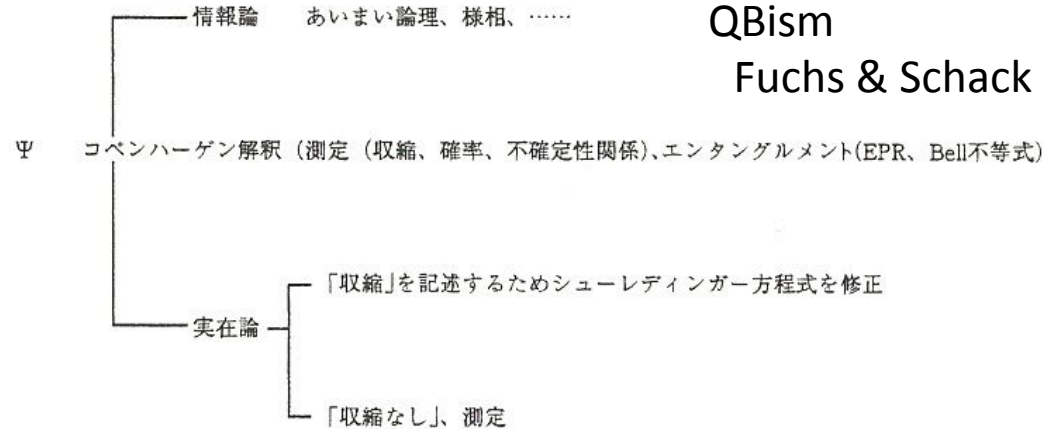 情報論 あいまい論理、様相、……
QBism
Fuchs & Schack
Ψ コペンハーゲン解釈 (測定 (収縮、確率、不確定性関係)、エンタングルメント(EPR、Bell不等式)
「収縮」を記述するためシューレディンガー方程式を修正
実在論
「収縮なし」、測定